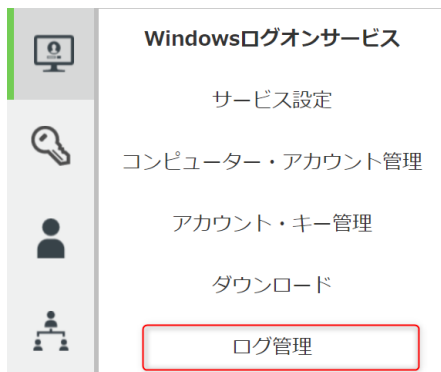 Windowsログオンサービス
サービス設定
コンピューター・アカウント管理
アカウント・キー管理
ダウンロード
ログ管理